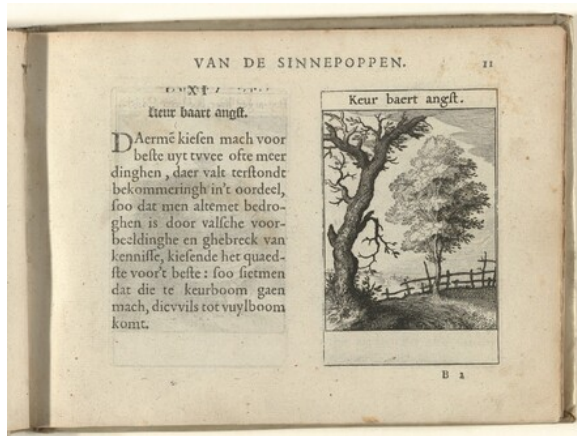 VAN DE SINNEPOPPEN.
11
XI
Keur baart angst.
DAermē kiesen mach voor
beste uyt tvvee ofte meer
dinghen, daer valt terstondt
bekommeringh in't oordeel,
soo dat men altemet bedro-
ghen is door valsche voor-
beeldinghe en ghebreck van
kennisse, kiesende het quaed-
ste voor't beste: soo sietmen
dat die te keurboom gaen
mach, dicvvils tot vuylboom
komt.
Keur baert angst.
B 2